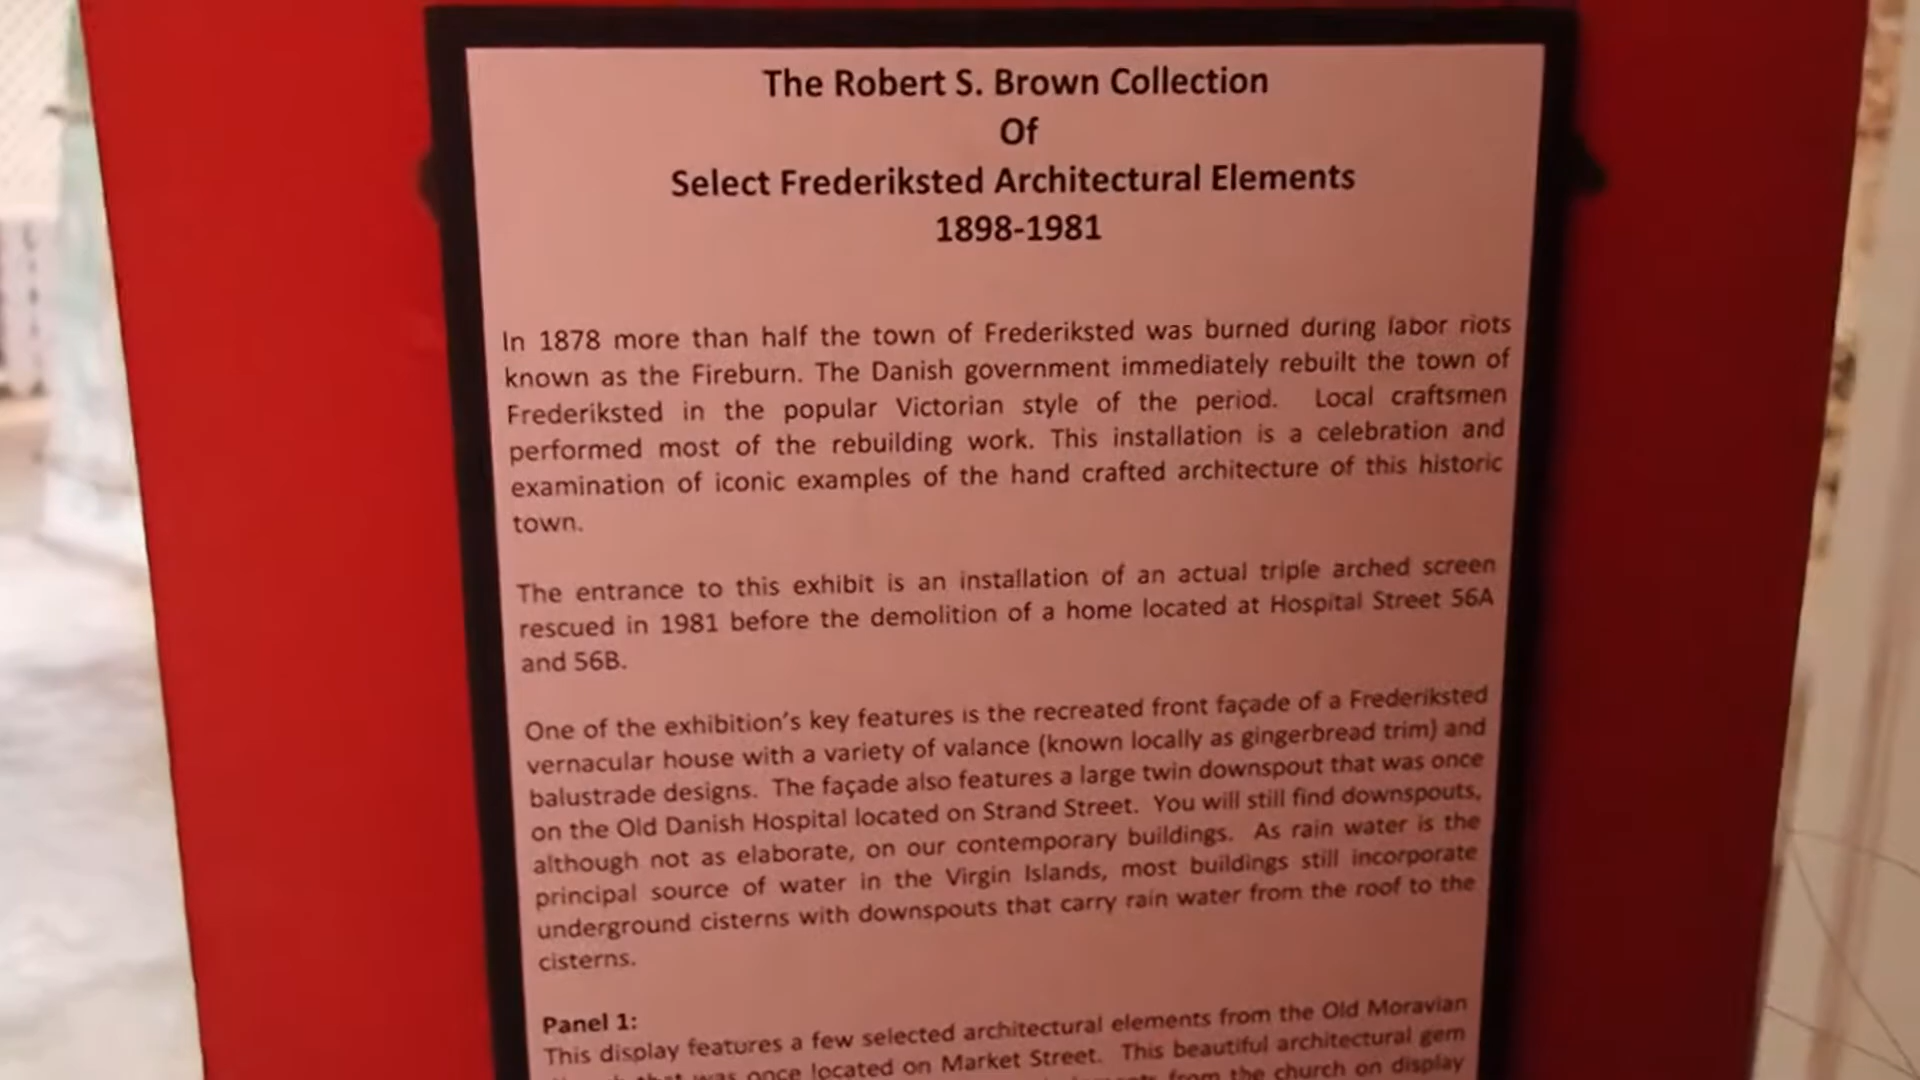 The Robert S. Brown Collection
Of
Select Frederiksted Architectural Elements
1898-1981
In 1878 more than half the town of Frederiksted was burned during labor riots
known as the Fireburn. The Danish government immediately rebuilt the town of
Frederiksted in the popular Victorian style of the period. Local craftsmen
performed most of the rebuilding work. This installation is a celebration and
examination of iconic examples of the hand crafted architecture of this historic
town.
The entrance to this exhibit is an installation of an actual triple arched screen
rescued in 1981 before the demolition of a home located at Hospital Street 56A
and 56B.
One of the exhibition's key features is the recreated front façade of a Frederiksted
vernacular house with a variety of valance (known locally as gingerbread trim) and
balustrade designs. The façade also features a large twin downspout that was once
on the Old Danish Hospital located on Strand Street. You will still find downspouts,
although not as elaborate, on our contemporary buildings. As rain water is the
principal source of water in the Virgin Islands, most buildings still incorporate
underground cisterns with downspouts that carry rain water from the roof to the
cisterns.
Panel 1:
This display features a few selected architectural elements from the Old Moravian
that was once located on Market Street. This beautiful architectural gem
from the church on display